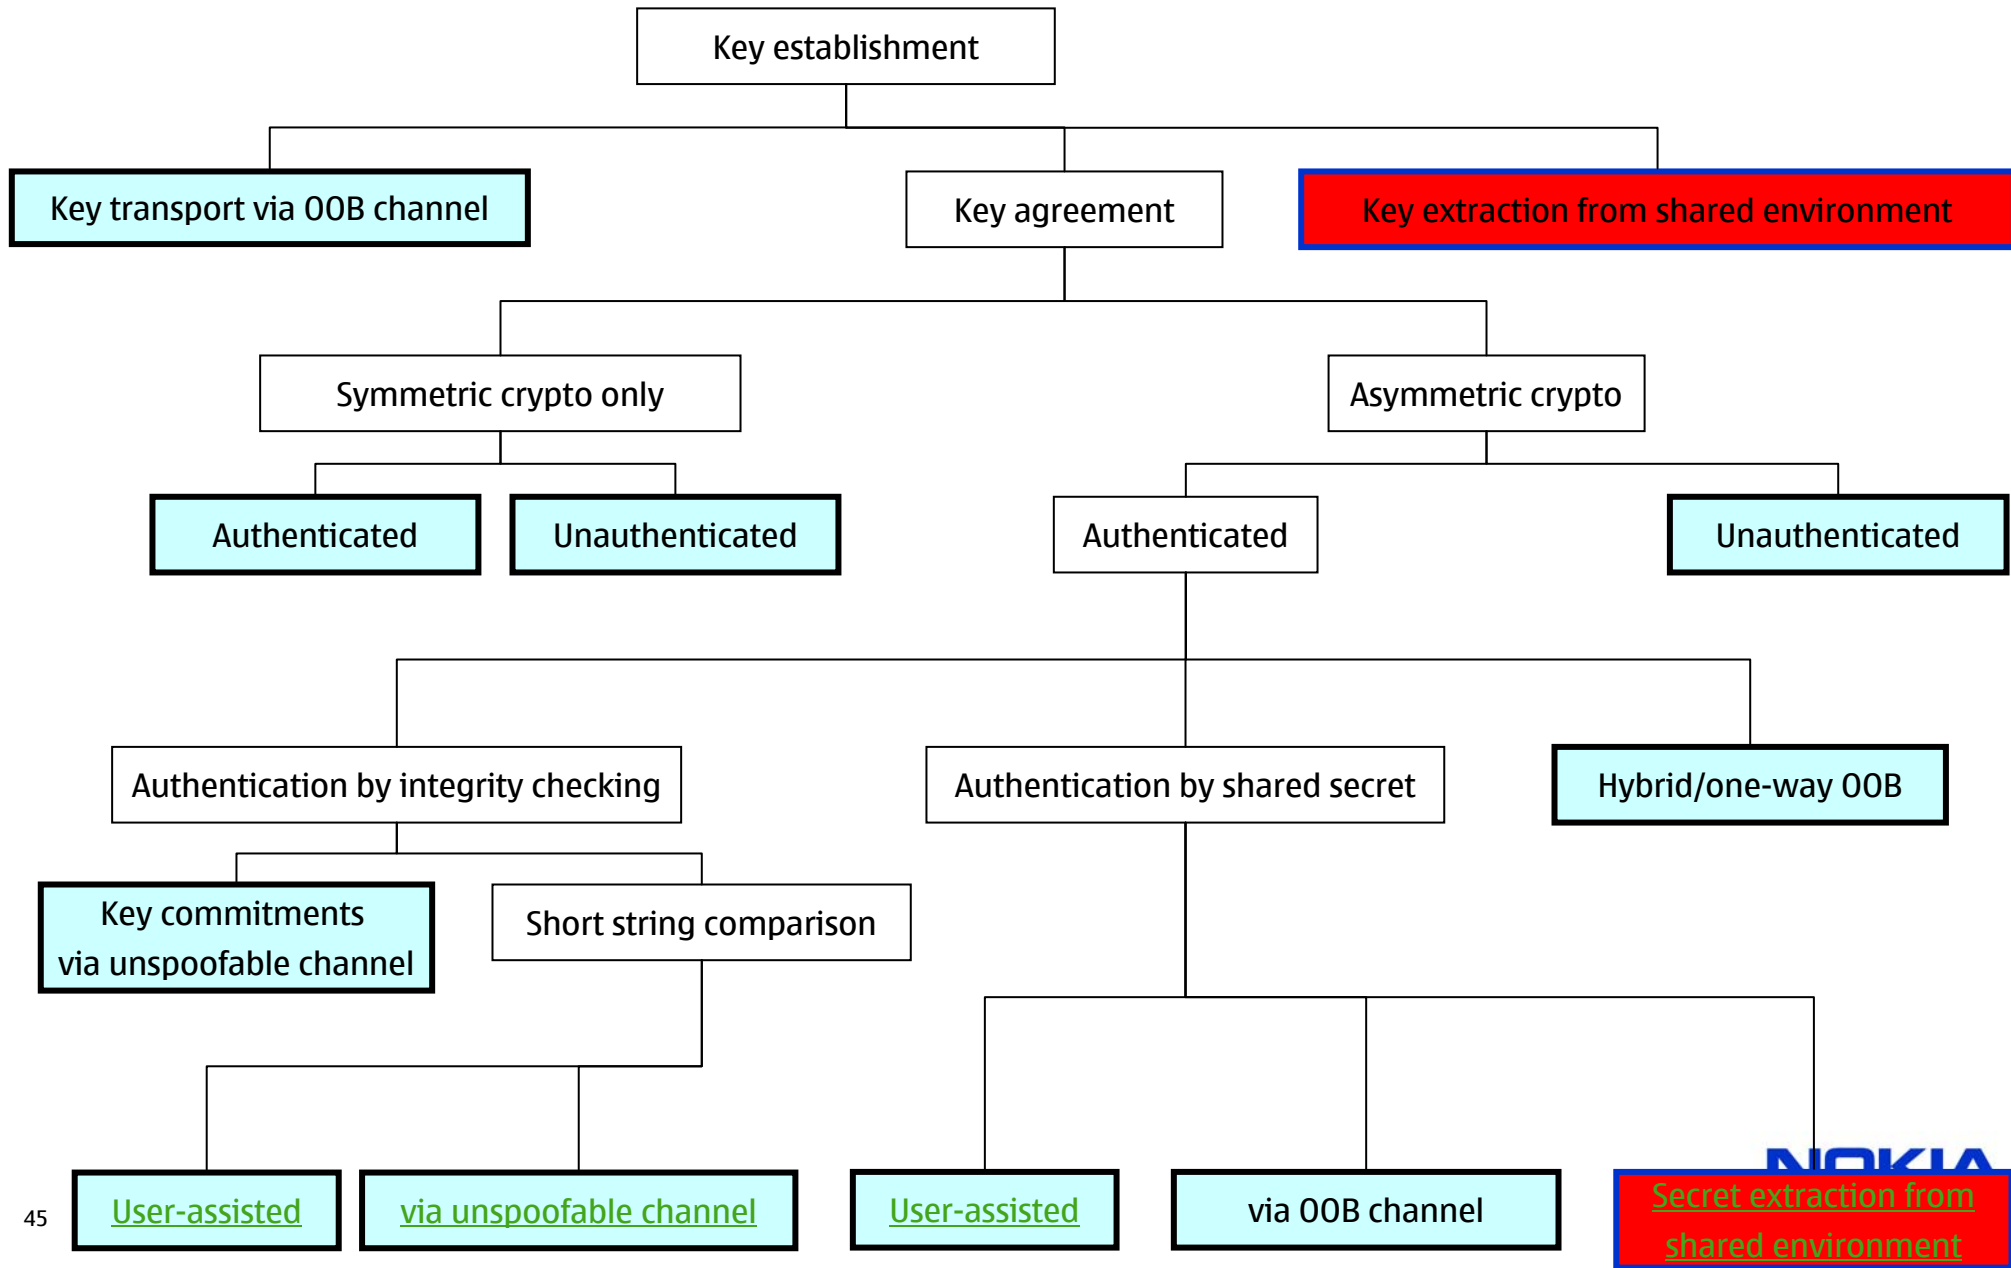 Key establishment
Key transport via OOB channel
Key agreement
Key extraction from shared environment
Symmetric crypto only
Asymmetric crypto
Authenticated
Unauthenticated
Authenticated
Unauthenticated
Authentication by integrity checking
Authentication by shared secret
Hybrid/one-way OOB
Key commitments
via unspoofable channel
Short string comparison
NOKIA
45
User-assisted
via unspoofable channel
User-assisted
via OOB channel
Secret extraction from
shared environment